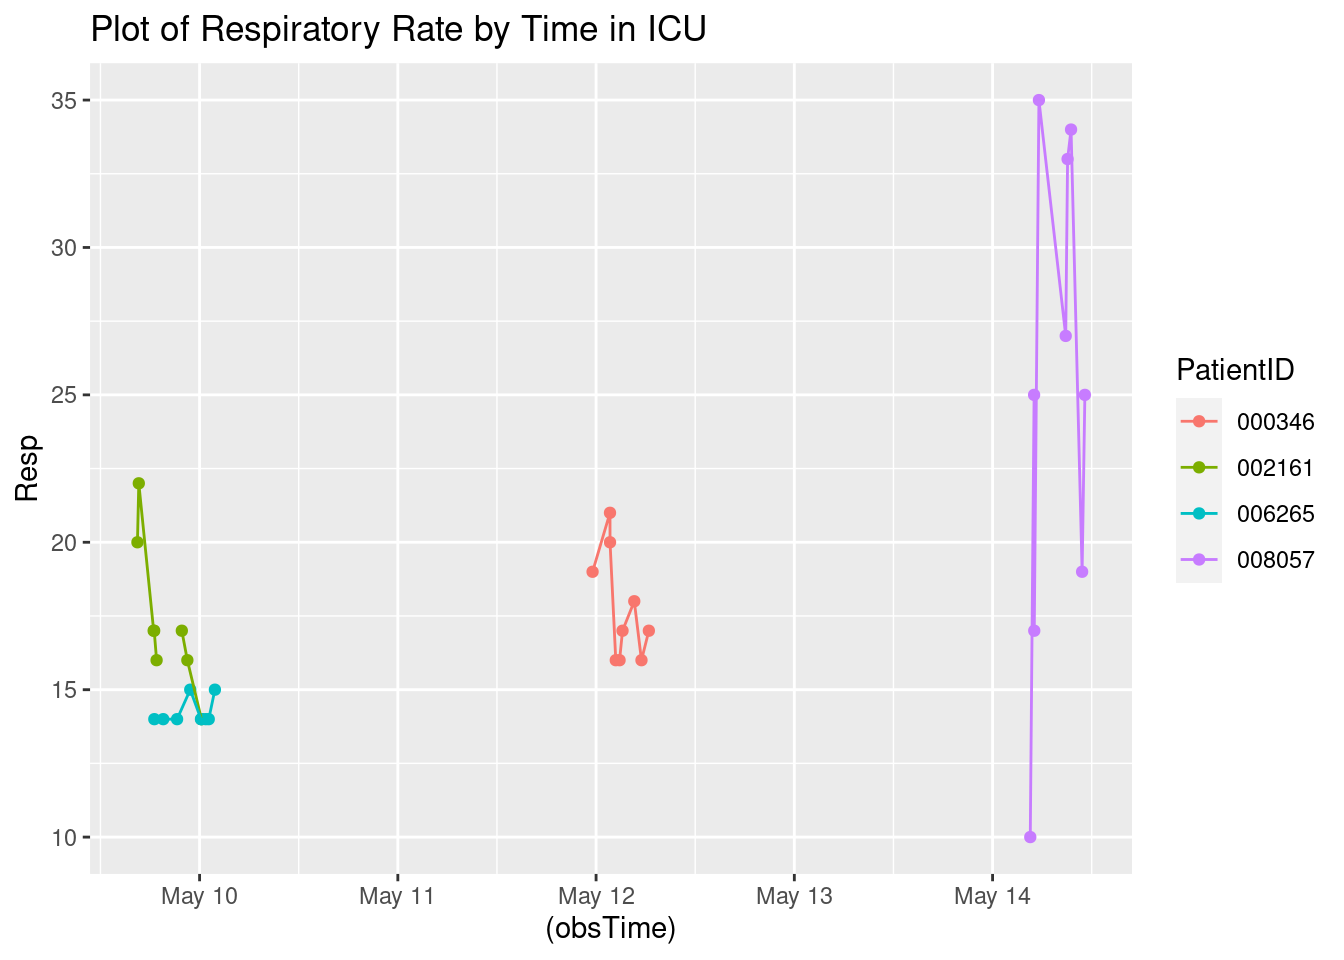 Plot of Respiratory Rate by Time in ICU
35
30
25
20
15
10
Resp
May 10
May 11
May 12
May 13
May 14
(obsTime)
PatientID
000346
002161
006265
008057